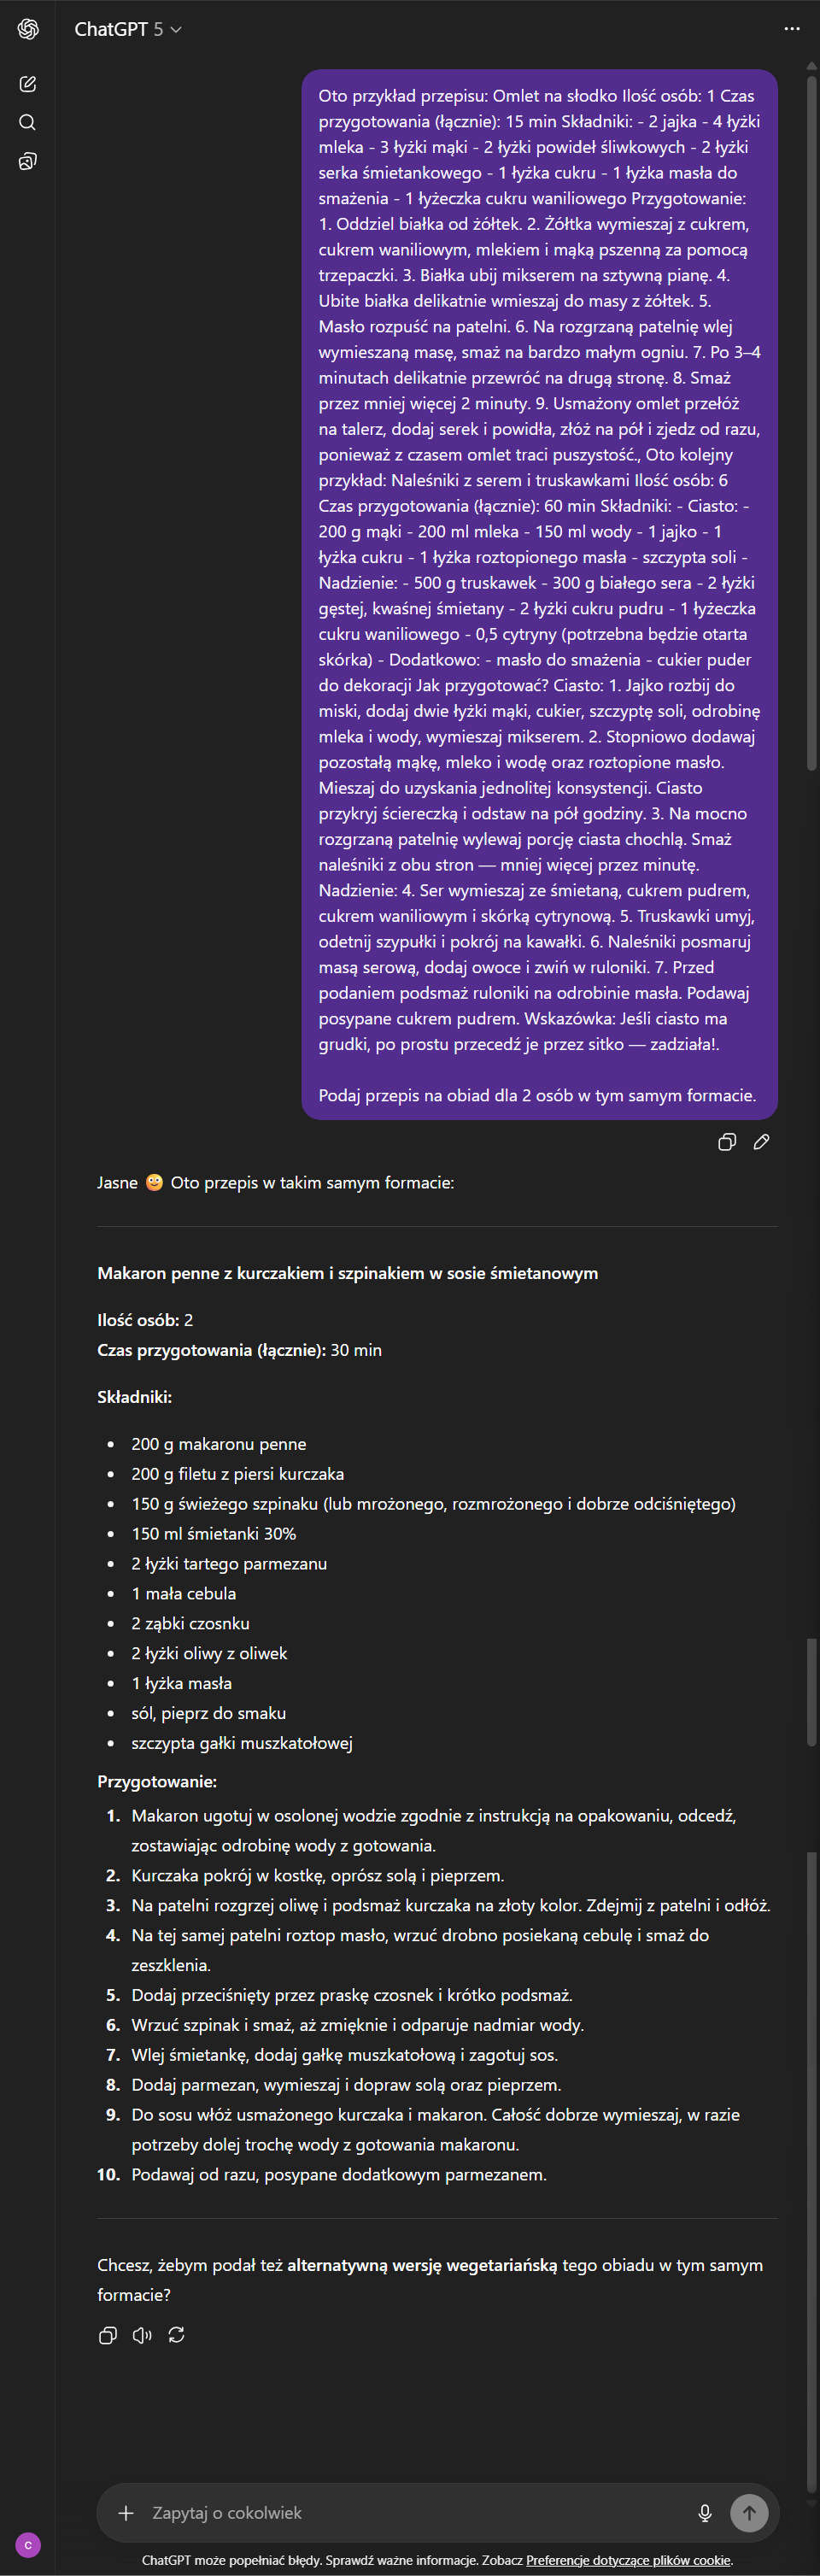 ChatGPT 5
Oto przykład przepisu: Omlet na słodko Ilość osób: 1 Czas
przygotowania (łącznie): 15 min Składniki: - 2 jajka - 4 łyżki
mleka - 3 łyżki mąki - 2 łyżki powideł śliwkowych - 2 łyżki
serka śmietankowego - 1 łyżka cukru - 1 łyżka masła do
smażenia - 1 łyżeczka cukru waniliowego Przygotowanie:
1. Oddziel białka od żółtek. 2. Żółtka wymieszaj z cukrem,
cukrem waniliowym, mlekiem i mąką pszenną za pomocą
trzepaczki. 3. Białka ubij mikserem na sztywną pianę. 4.
Ubite białka delikatnie wmieszaj do masy z żółtek. 5.
Masło rozpuść na patelni. 6. Na rozgrzaną patelnię wlej
wymieszaną masę, smaż na bardzo małym ogniu. 7. Po 3–4
minutach delikatnie przewróć na drugą stronę. 8. Smaż
przez mniej więcej 2 minuty. 9. Usmażony omlet przełóż
na talerz, dodaj serek i powidła, złóż na pół i zjedz od razu,
ponieważ z czasem omlet traci puszystość., Oto kolejny
przykład: Naleśniki z serem i truskawkami Ilość osób: 6
Czas przygotowania (łącznie): 60 min Składniki: - Ciasto: -
200 g mąki - 200 ml mleka - 150 ml wody - 1 jajko - 1
łyżka cukru - 1 łyżka roztopionego masła - szczypta soli -
Nadzienie: - 500 g truskawek - 300 g białego sera - 2 łyżki
gęstej, kwaśnej śmietany - 2 łyżki cukru pudru - 1 łyżeczka
cukru waniliowego - 0,5 cytryny (potrzebna będzie otarta
skórka) - Dodatkowo: - masło do smażenia - cukier puder
do dekoracji Jak przygotować? Ciasto: 1. Jajko rozbij do
miski, dodaj dwie łyżki mąki, cukier, szczyptę soli, odrobinę
mleka i wody, wymieszaj mikserem. 2. Stopniowo dodawaj
pozostałą mąkę, mleko i wodę oraz roztopione masło.
Mieszaj do uzyskania jednolitej konsystencji. Ciasto
przykryj ściereczką i odstaw na pół godziny. 3. Na mocno
rozgrzaną patelnię wylewaj porcję ciasta chochlą. Smaż
naleśniki z obu stron — mniej więcej przez minutę.
Nadzienie: 4. Ser wymieszaj ze śmietaną, cukrem pudrem,
cukrem waniliowym i skórką cytrynową. 5. Truskawki umyj,
odetnij szypułki i pokrój na kawałki. 6. Naleśniki posmaruj
masą serową, dodaj owoce i zwiń w ruloniki. 7. Przed
podaniem podsmaż ruloniki na odrobinie masła. Podawaj
posypane cukrem pudrem. Wskazówka: Jeśli ciasto ma
grudki, po prostu przecedź je przez sitko — zadziała!.
Podaj przepis na obiad dla 2 osób w tym samym formacie.
Jasne 🙂 Oto przepis w takim samym formacie:
Makaron penne z kurczakiem i szpinakiem w sosie śmietanowym
Ilość osób: 2
Czas przygotowania (łącznie): 30 min
Składniki:
• 200 g makaronu penne
• 200 g filetu z piersi kurczaka
• 150 g świeżego szpinaku (lub mrożonego, rozmrożonego i dobrze odciśniętego)
• 150 ml śmietanki 30%
• 2 łyżki tartego parmezanu
• 1 mała cebula
• 2 ząbki czosnku
• 2 łyżki oliwy z oliwek
• 1 łyżka masła
• sól, pieprz do smaku
• szczypta gałki muszkatołowej
Przygotowanie:
1. Makaron ugotuj w osolonej wodzie zgodnie z instrukcją na opakowaniu, odcedź,
zostawiając odrobinę wody z gotowania.
2. Kurczaka pokrój w kostkę, oprósz solą i pieprzem.
3. Na patelni rozgrzej oliwę i podsmaż kurczaka na złoty kolor. Zdejmij z patelni i odłóż.
4. Na tej samej patelni roztop masło, wrzuć drobno posiekaną cebulę i smaż do
zeszklenia.
5. Dodaj przeciśnięty przez praskę czosnek i krótko podsmaż.
6. Wrzuć szpinak i smaż, aż zmięknie i odparuje nadmiar wody.
7. Wlej śmietankę, dodaj gałkę muszkatołową i zagotuj sos.
8. Dodaj parmezan, wymieszaj i dopraw solą oraz pieprzem.
9. Do sosu włóż usmażonego kurczaka i makaron. Całość dobrze wymieszaj, w razie
potrzeby dolej trochę wody z gotowania makaronu.
10. Podawaj od razu, posypane dodatkowym parmezanem.
Chcesz, żebym podał też alternatywną wersję wegetariańską tego obiadu w tym samym
formacie?
Zapytaj o cokolwiek
C
ChatGPT może popełniać błędy. Sprawdź ważne informacje. Zobacz Preferencje dotyczące plików cookie.